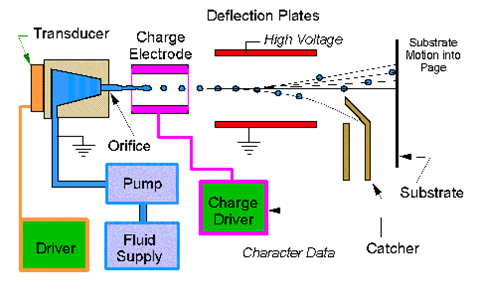 Deflection Plates
Transducer
Charge
Electrode
High Voltage
Substrate
Motion into
Page
Orifice
Pump
Charge
Driver
Substrate
Driver
Fluid
Supply
Character Data
Catcher